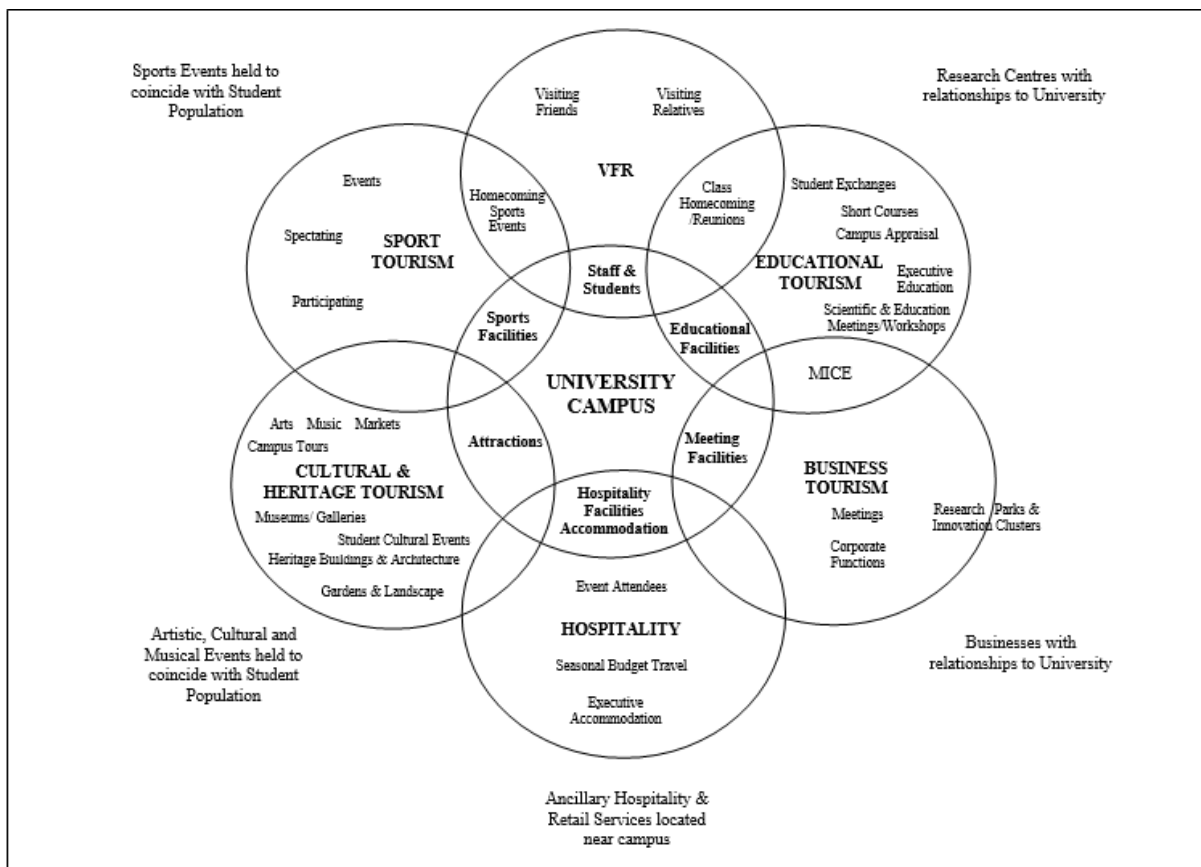 Sports Events held to
coincide with Student
Population
Research Centres with
relationships to University
Visiting
Friends
Visiting
Relatives
VFR
Events
Spectating
SPORT
TOURISM
Participating
Homecoming
Sports
Events
Class
Homecoming
/Reunions
Student Exchanges
Short Courses
Campus Appraisal
EDUCATIONAL
TOURISM
Executive
Education
Scientific & Education
Meetings/Workshops
Staff &
Students
Sports
Facilities
Educational
Facilities
UNIVERSITY
CAMPUS
MICE
Arts Music Markets
Campus Tours
CULTURAL &
HERITAGE TOURISM
Museums/ Galleries
Student Cultural Events
Heritage Buildings & Architecture
Gardens & Landscape
Attractions
Meeting
Facilities
Hospitality
Facilities
Accommodation
BUSINESS
TOURISM
Meetings
Corporate
Functions
Research Parks &
Innovation Clusters
Event Attendees
HOSPITALITY
Seasonal Budget Travel
Executive
Accommodation
Artistic, Cultural and
Musical Events held to
coincide with Student
Population
Businesses with
relationships to University
Ancillary Hospitality &
Retail Services located
near campus